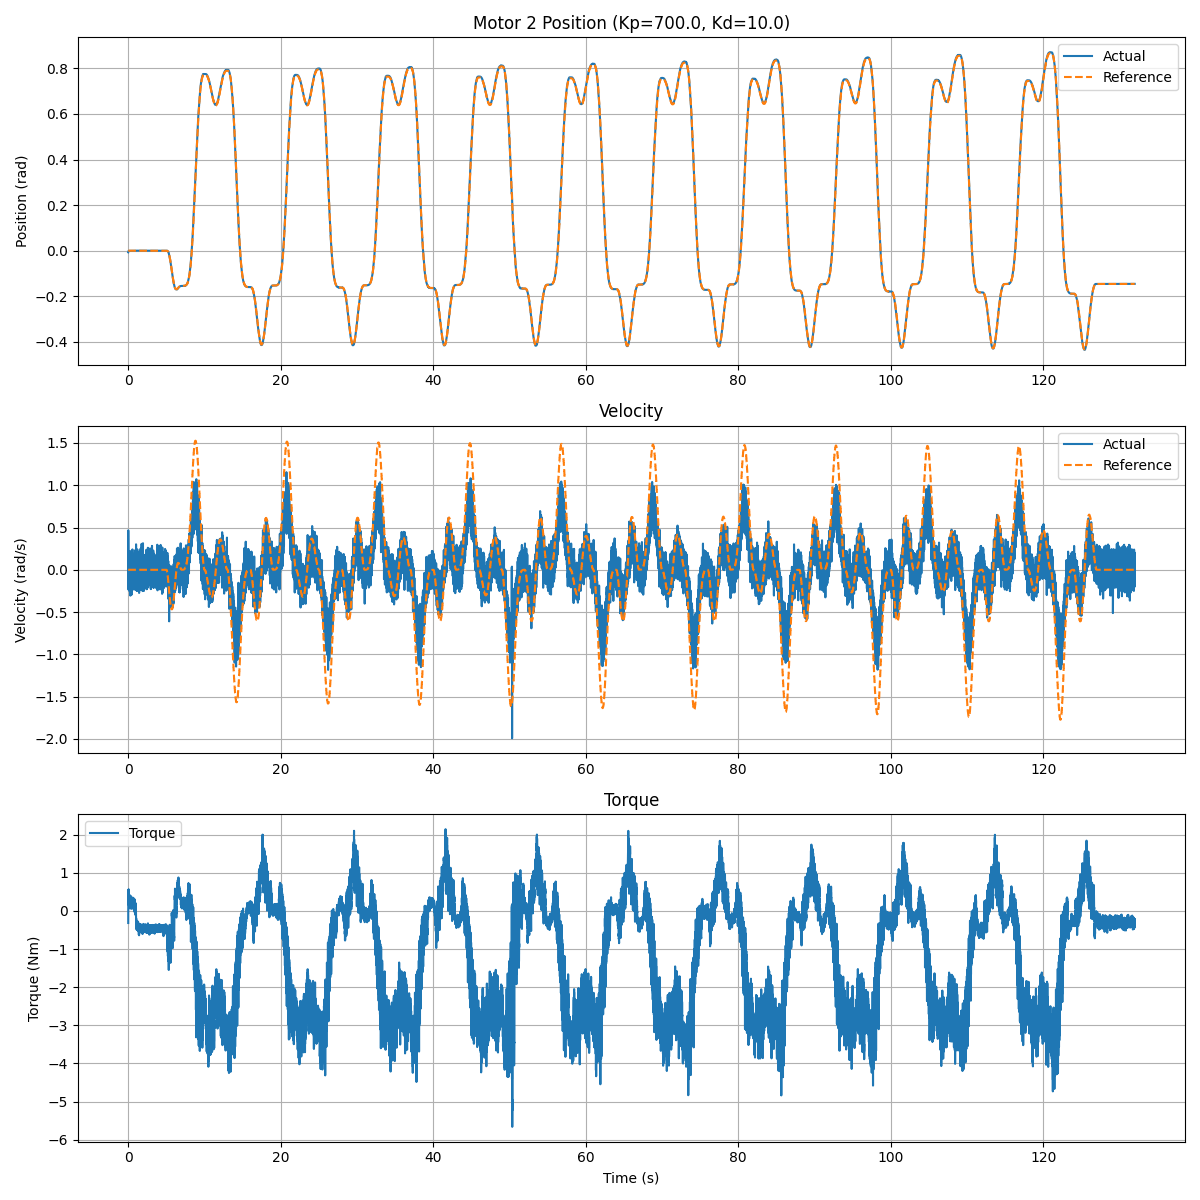 Motor 2 Position (Kp=700.0, Kd=10.0)
Position (rad)
0.8
0.6
0.4
0.2
0.0
−0.2
−0.4
Actual
Reference
0 20 40 60 80 100 120
Velocity
Velocity (rad/s)
1.5
1.0
0.5
0.0
−0.5
−1.0
−1.5
−2.0
Actual
Reference
0 20 40 60 80 100 120
Torque
Torque (Nm)
2
1
0
−1
−2
−3
−4
−5
−6
Torque
0 20 40 60 80 100 120
Time (s)